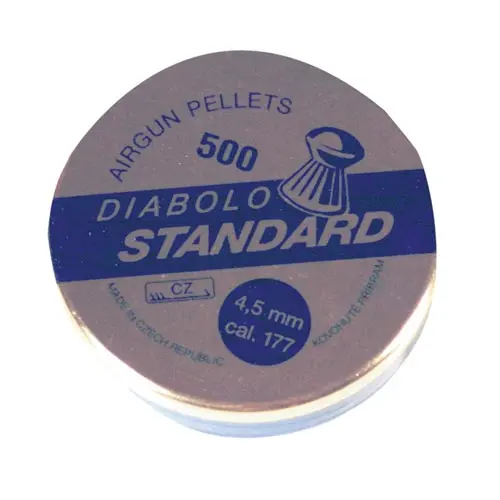 AIRGUN PELLETS
500
DIABOLO
STANDARD
CZ
4,5 mm
cal. 177
MADE IN CZECH REPUBLIC
KOVOHUTĚ PŘÍBRAM